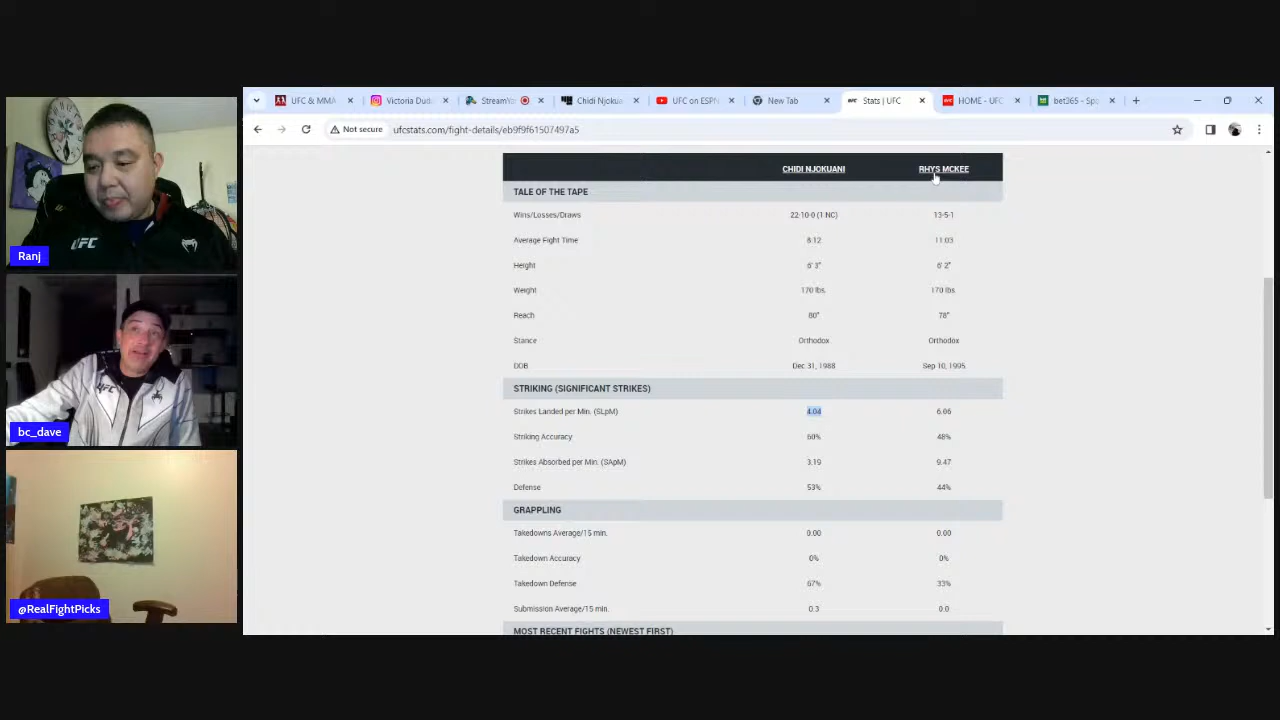 UFC & MMA
Victoria Dud
StreamYa
Chidi Njokua
UFC on ESPN
New Tab
Stats | UFC
HOME - UFC
bet365 - Spo
Not secure
ufcstats.com/fight-details/eb9f9f61507497a5
CHIDI NJOKUANI RHYS MCKEE
TALE OF THE TAPE
Wins/Losses/Draws 22-10-0 (1 NC) 13-5-1
Average Fight Time 8:12 11:03
Height 6' 3" 6' 2"
Weight 170 lbs. 170 lbs.
Reach 80" 78"
Stance Orthodox Orthodox
DOB Dec 31, 1988 Sep 10, 1995
STRIKING (SIGNIFICANT STRIKES)
Strikes Landed per Min. (SLpM) 4.04 6.06
Striking Accuracy 60% 48%
Strikes Absorbed per Min. (SApM) 3.19 9.47
Defense 53% 44%
GRAPPLING
Takedowns Average/15 min. 0.00 0.00
Takedown Accuracy 0% 0%
Takedown Defense 67% 33%
Submission Average/15 min. 0.3 0.0
MOST RECENT FIGHTS (NEWEST FIRST)
UFC
Ranj
UFC
bc_dave
@RealFightPicks